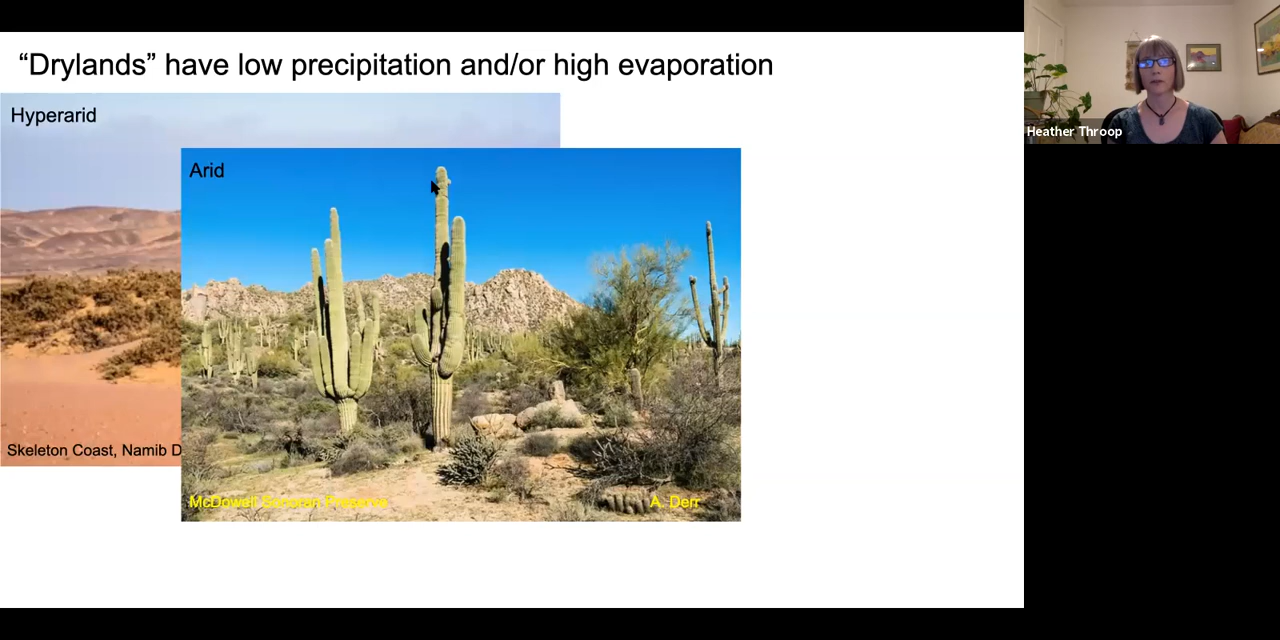 “Drylands” have low precipitation and/or high evaporation
Hyperarid
Arid
Heather Throop
Skeleton Coast, Namib D
McDowell Sonoran Preserve
A. Derr